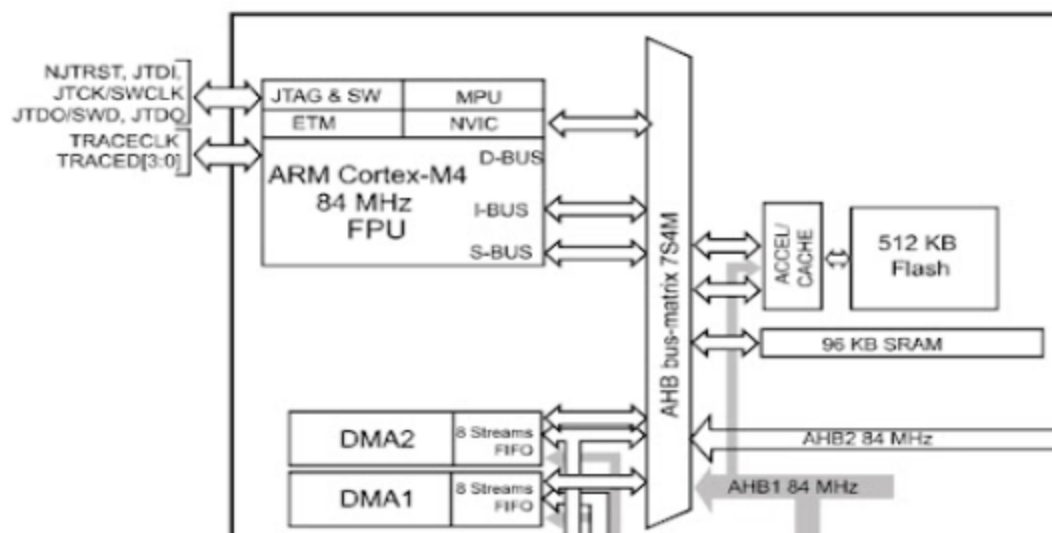 NJTRST, JTDI,
JTCK/SWCLK
JTDO/SWD, JTDO
TRACECLK
TRACED[3:0]
JTAG & SW
MPU
ETM
NVIC
D-BUS
ARM Cortex-M4
84 MHz
FPU
I-BUS
S-BUS
AHB bus-matrix 7S4M
ACCEL/
CACHE
512 KB
Flash
96 KB SRAM
DMA2
8 Streams
FIFO
AHB2 84 MHz
DMA1
8 Streams
FIFO
AHB1 84 MHz